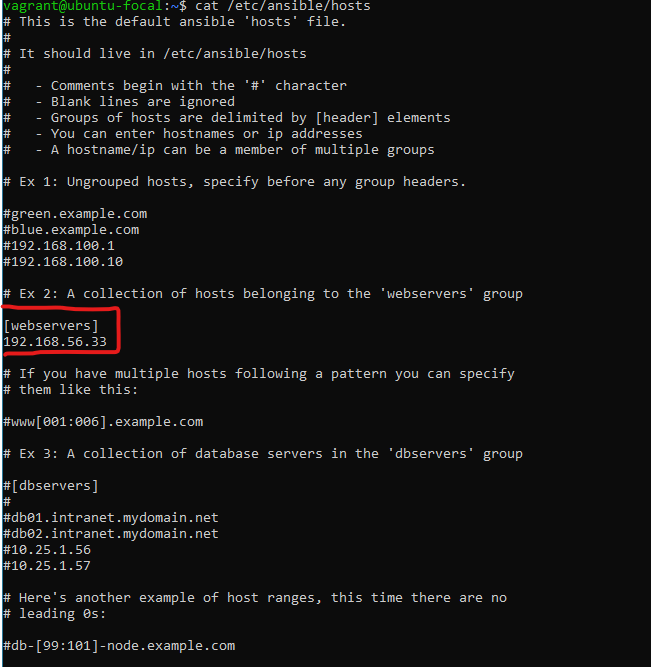 vagrant@ubuntu-focal:~$ cat /etc/ansible/hosts
# This is the default ansible 'hosts' file.
#
# It should live in /etc/ansible/hosts
#
#   - Comments begin with the '#' character
#   - Blank lines are ignored
#   - Groups of hosts are delimited by [header] elements
#   - You can enter hostnames or ip addresses
#   - A hostname/ip can be a member of multiple groups
# Ex 1: Ungrouped hosts, specify before any group headers.
#green.example.com
#blue.example.com
#192.168.100.1
#192.168.100.10
# Ex 2: A collection of hosts belonging to the 'webservers' group
[webservers]
192.168.56.33
# If you have multiple hosts following a pattern you can specify
# them like this:
#www[001:006].example.com
# Ex 3: A collection of database servers in the 'dbservers' group
#[dbservers]
#
#db01.intranet.mydomain.net
#db02.intranet.mydomain.net
#10.25.1.56
#10.25.1.57
# Here's another example of host ranges, this time there are no
# leading 0s:
#db-[99:101]-node.example.com